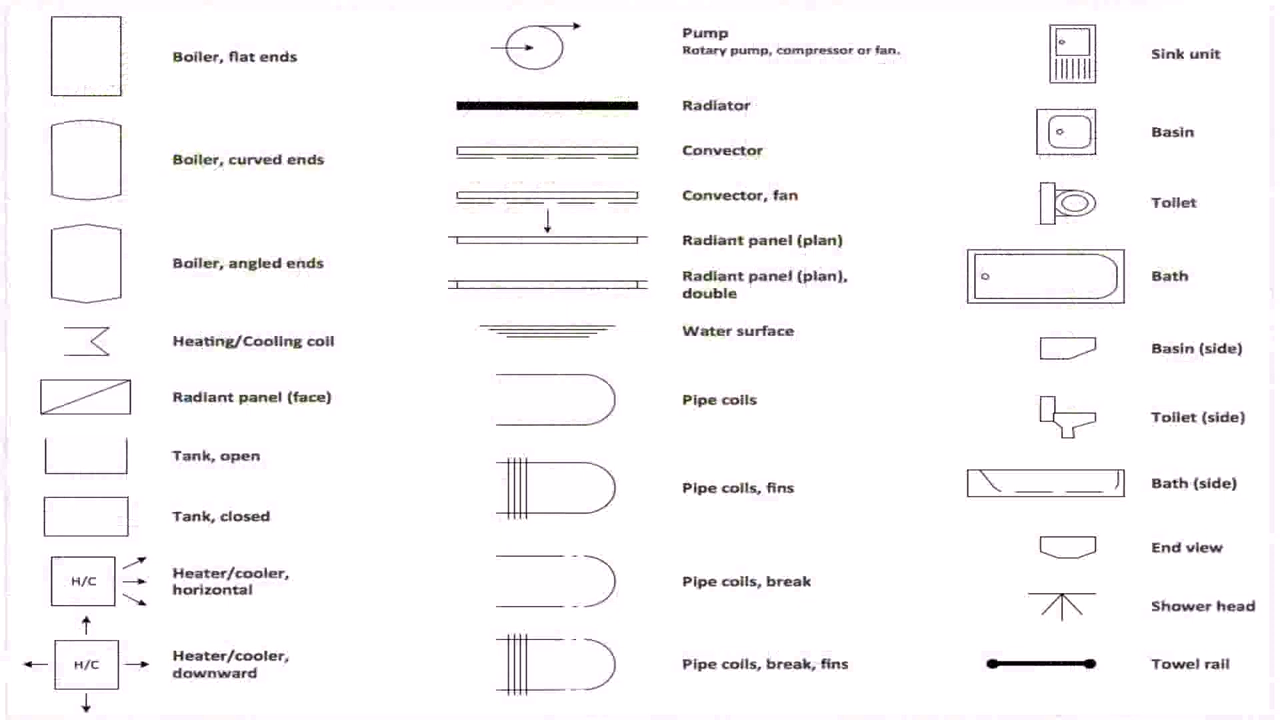 Boiler, flat ends
Boiler, curved ends
Boiler, angled ends
Heating/Cooling coil
Radiant panel (face)
Tank, open
Tank, closed
H/C
Heater/cooler,
horizontal
H/C
Heater/cooler,
downward
Pump
Rotary pump, compressor or fan.
Radiator
Convector
Convector, fan
Radiant panel (plan)
Radiant panel (plan),
double
Water surface
Pipe coils
Pipe coils, fins
Pipe coils, break
Pipe coils, break, fins
Sink unit
Basin
Toilet
Bath
Basin (side)
Toilet (side)
Bath (side)
End view
Shower head
Towel rail